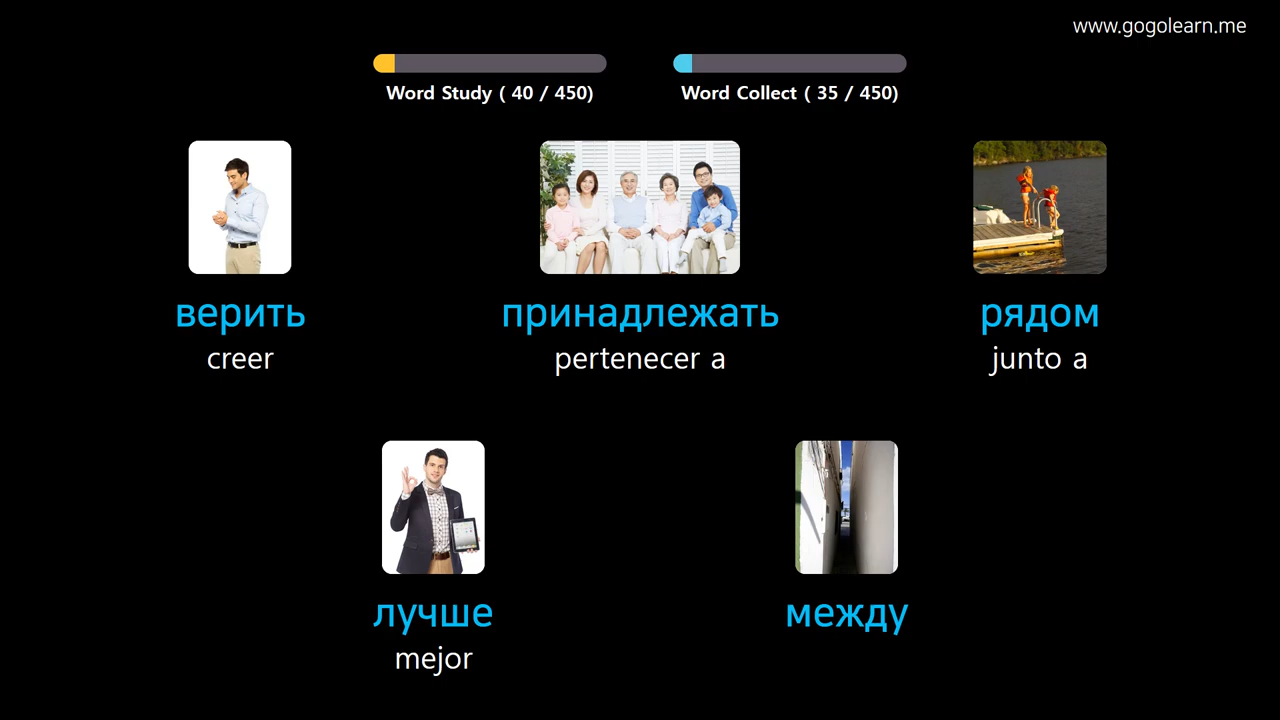 www.gogolearn.me
Word Study ( 40 / 450)
Word Collect ( 35 / 450)
верить
creer
принадлежать
pertenecer a
рядом
junto a
лучше
mejor
между